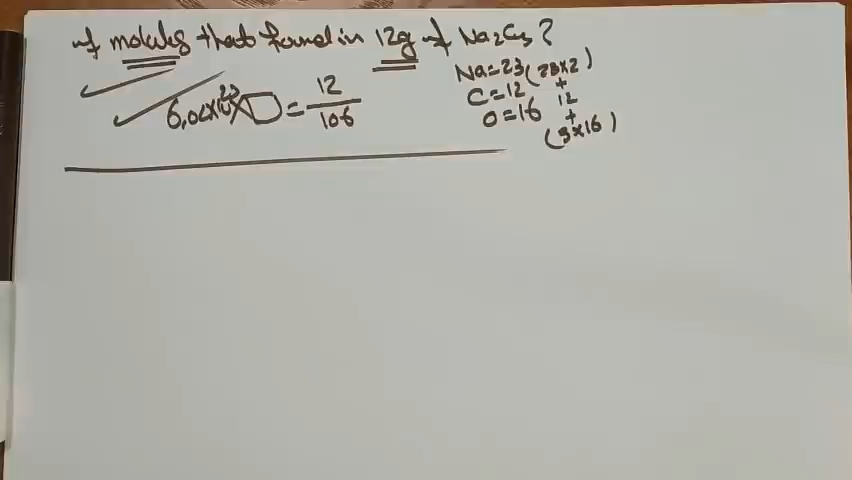 of molculs that found in 12g of Na2Co3?
Na=23(23x2)
+
C=12
12
+
O=16
(3x16)
6,02x10^23 x = 12/106